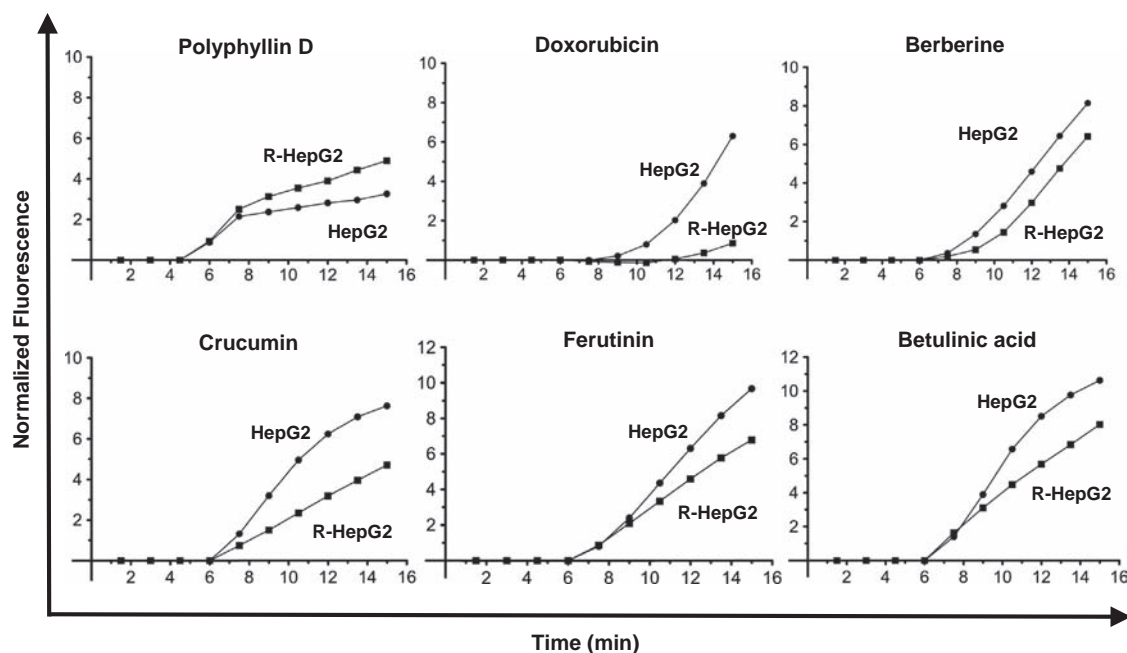 Normalized Fluorescence
Polyphyllin D
10
8
6
4
2
R-HepG2
HepG2
2 4 6 8 10 12 14 16
Doxorubicin
10
8
6
4
2
HepG2
R-HepG2
2 4 6 8 10 12 14 16
Berberine
10
8
6
4
2
HepG2
R-HepG2
2 4 6 8 10 12 14 16
Crucumin
10
8
6
4
2
HepG2
R-HepG2
2 4 6 8 10 12 14 16
Ferutinin
12
10
8
6
4
2
HepG2
R-HepG2
2 4 6 8 10 12 14 16
Betulinic acid
12
10
8
6
4
2
HepG2
R-HepG2
2 4 6 8 10 12 14 16
Time (min)